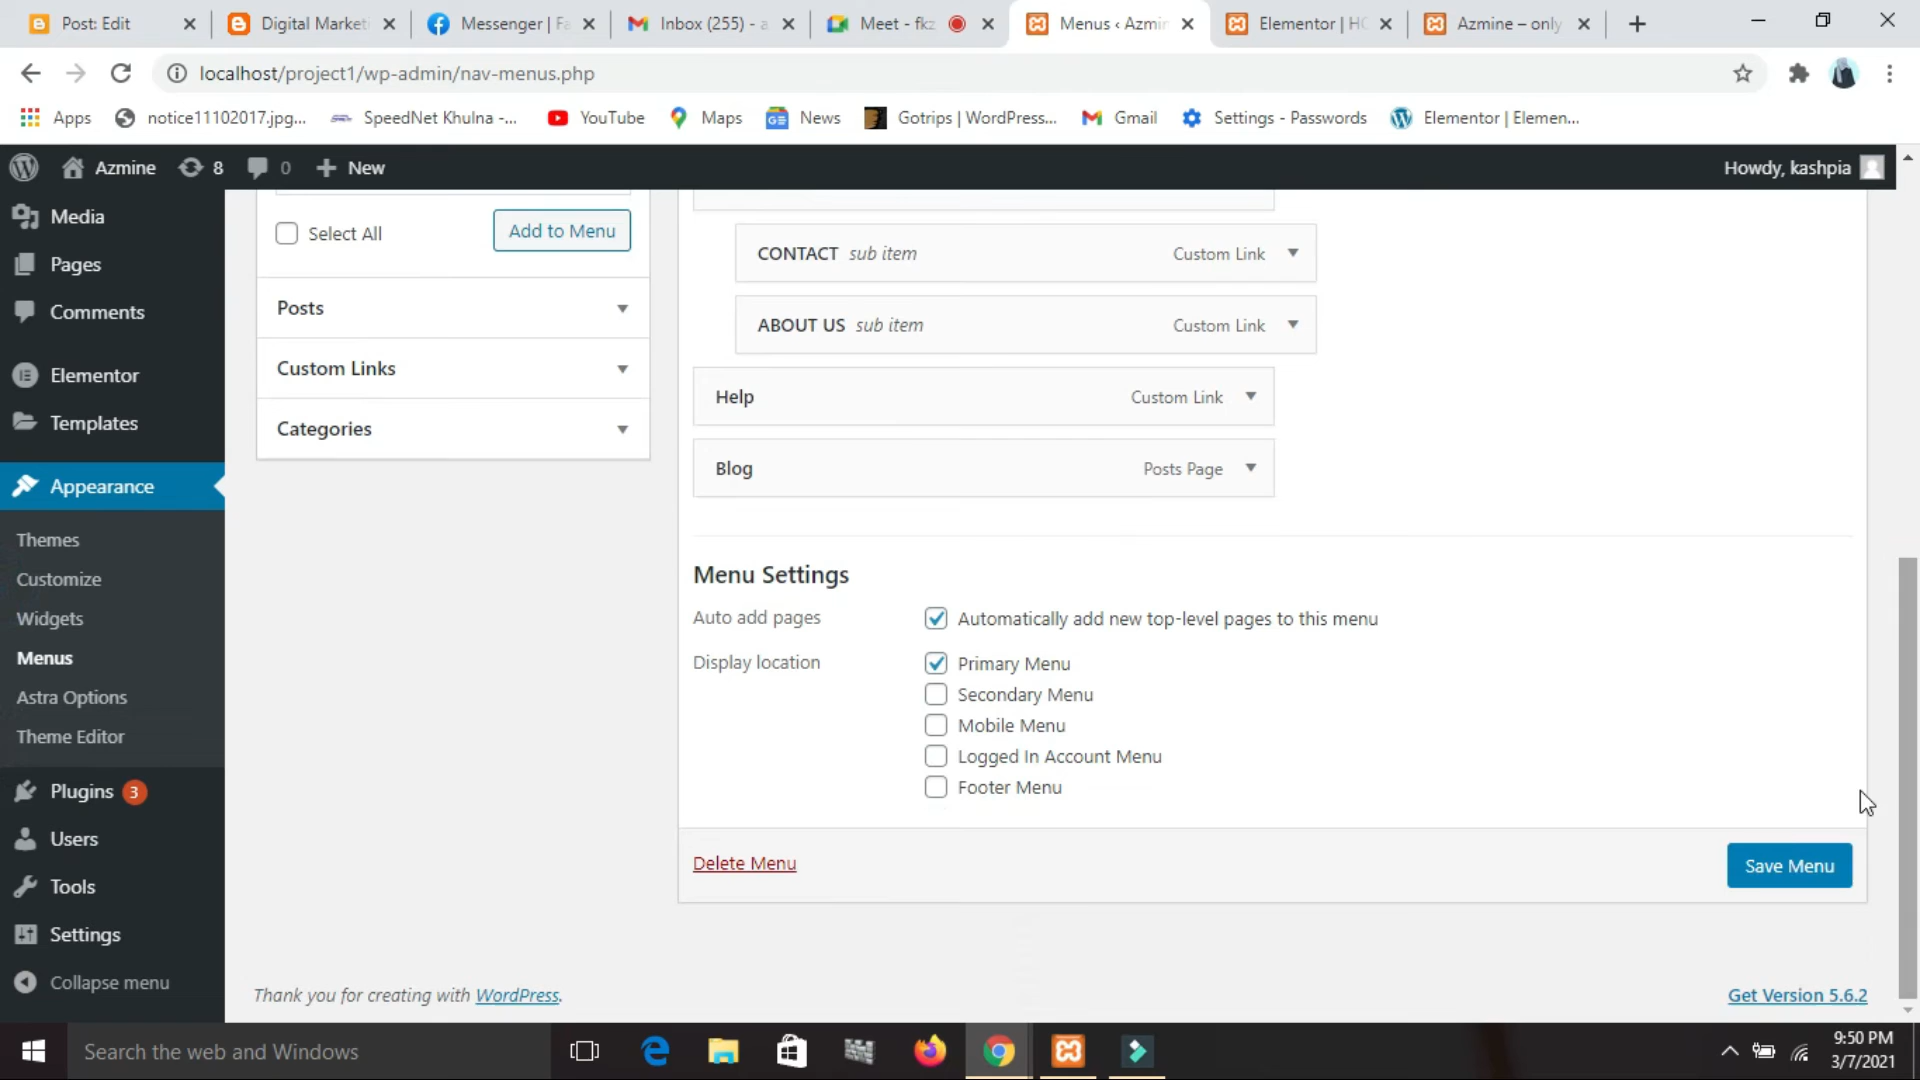 Post: Edit
Digital Marketi
Messenger | Fa
Inbox (255) - a
Meet - fkz
Menus ‹ Azmin
Elementor | HO
Azmine – only
localhost/project1/wp-admin/nav-menus.php
Apps
notice11102017.jpg...
SpeedNet Khulna -...
YouTube
Maps
News
Gotrips | WordPress...
Gmail
Settings - Passwords
Elementor | Elemen...
Azmine
8
0
New
Howdy, kashpia
Media
Pages
Comments
Elementor
Templates
Appearance
Themes
Customize
Widgets
Menus
Astra Options
Theme Editor
Plugins 3
Users
Tools
Settings
Collapse menu
Select All
Add to Menu
Posts
Custom Links
Categories
CONTACT sub item Custom Link
ABOUT US sub item Custom Link
Help Custom Link
Blog Posts Page
Menu Settings
Auto add pages Automatically add new top-level pages to this menu
Display location Primary Menu
Secondary Menu
Mobile Menu
Logged In Account Menu
Footer Menu
Delete Menu
Save Menu
Thank you for creating with WordPress.
Get Version 5.6.2
Search the web and Windows
9:50 PM
3/7/2021